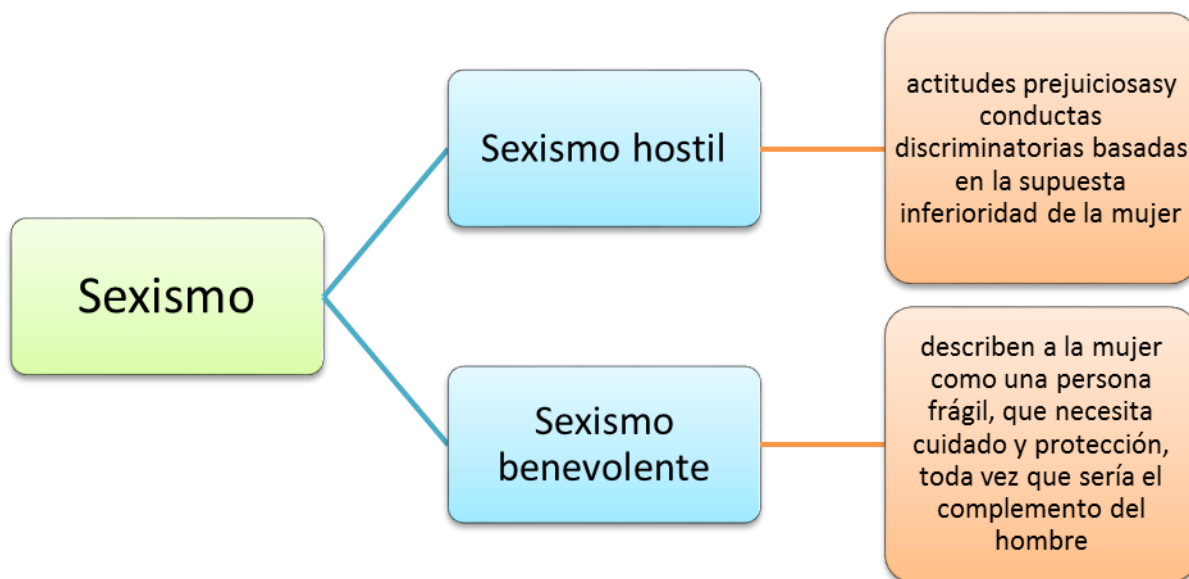 Sexismo
Sexismo hostil
actitudes prejuiciosasy
conductas
discriminatorias basadas
en la supuesta
inferioridad de la mujer
Sexismo
benevolente
describen a la mujer
como una persona
frágil, que necesita
cuidado y protección,
toda vez que sería el
complemento del
hombre